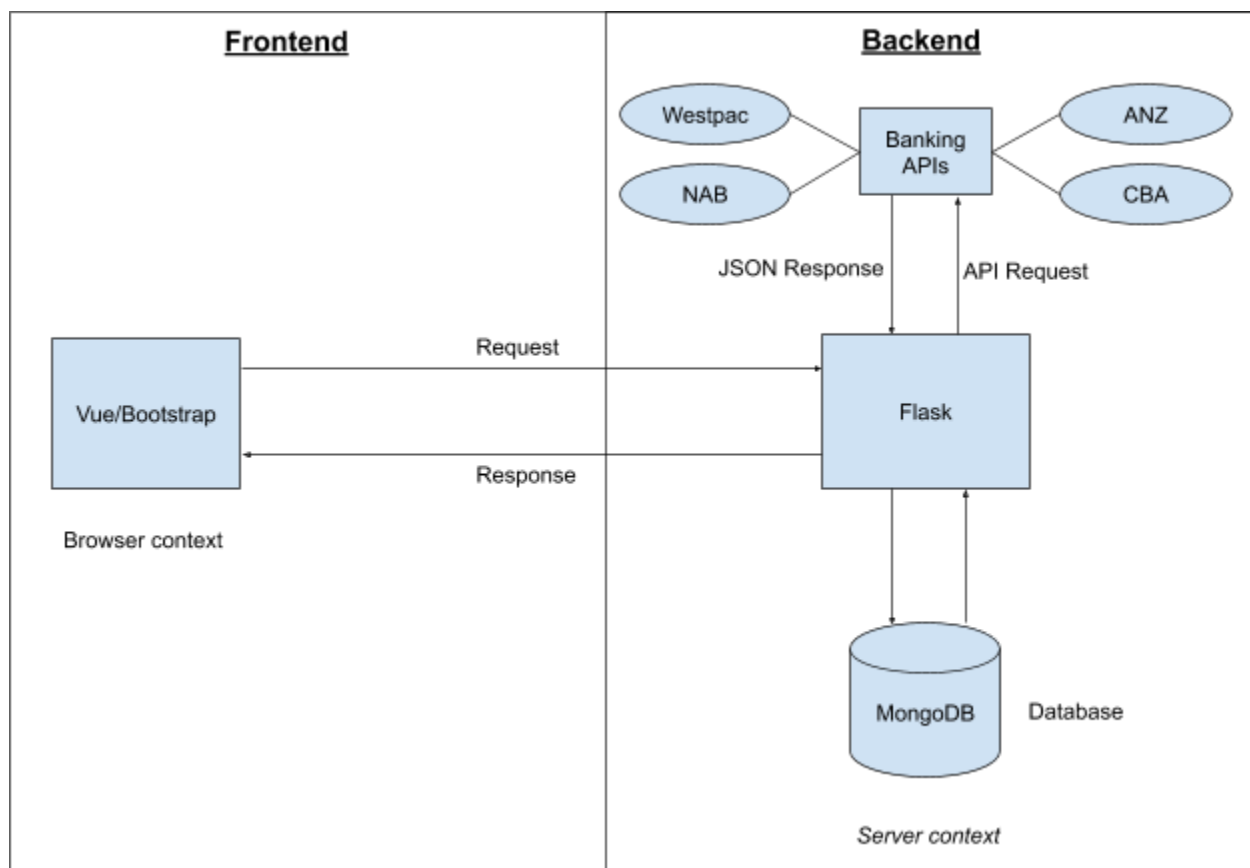 Frontend
Backend
Westpac
ANZ
Banking
APIs
NAB
CBA
JSON Response
API Request
Request
Vue/Bootstrap
Flask
Response
Browser context
MongoDB
Database
Server context